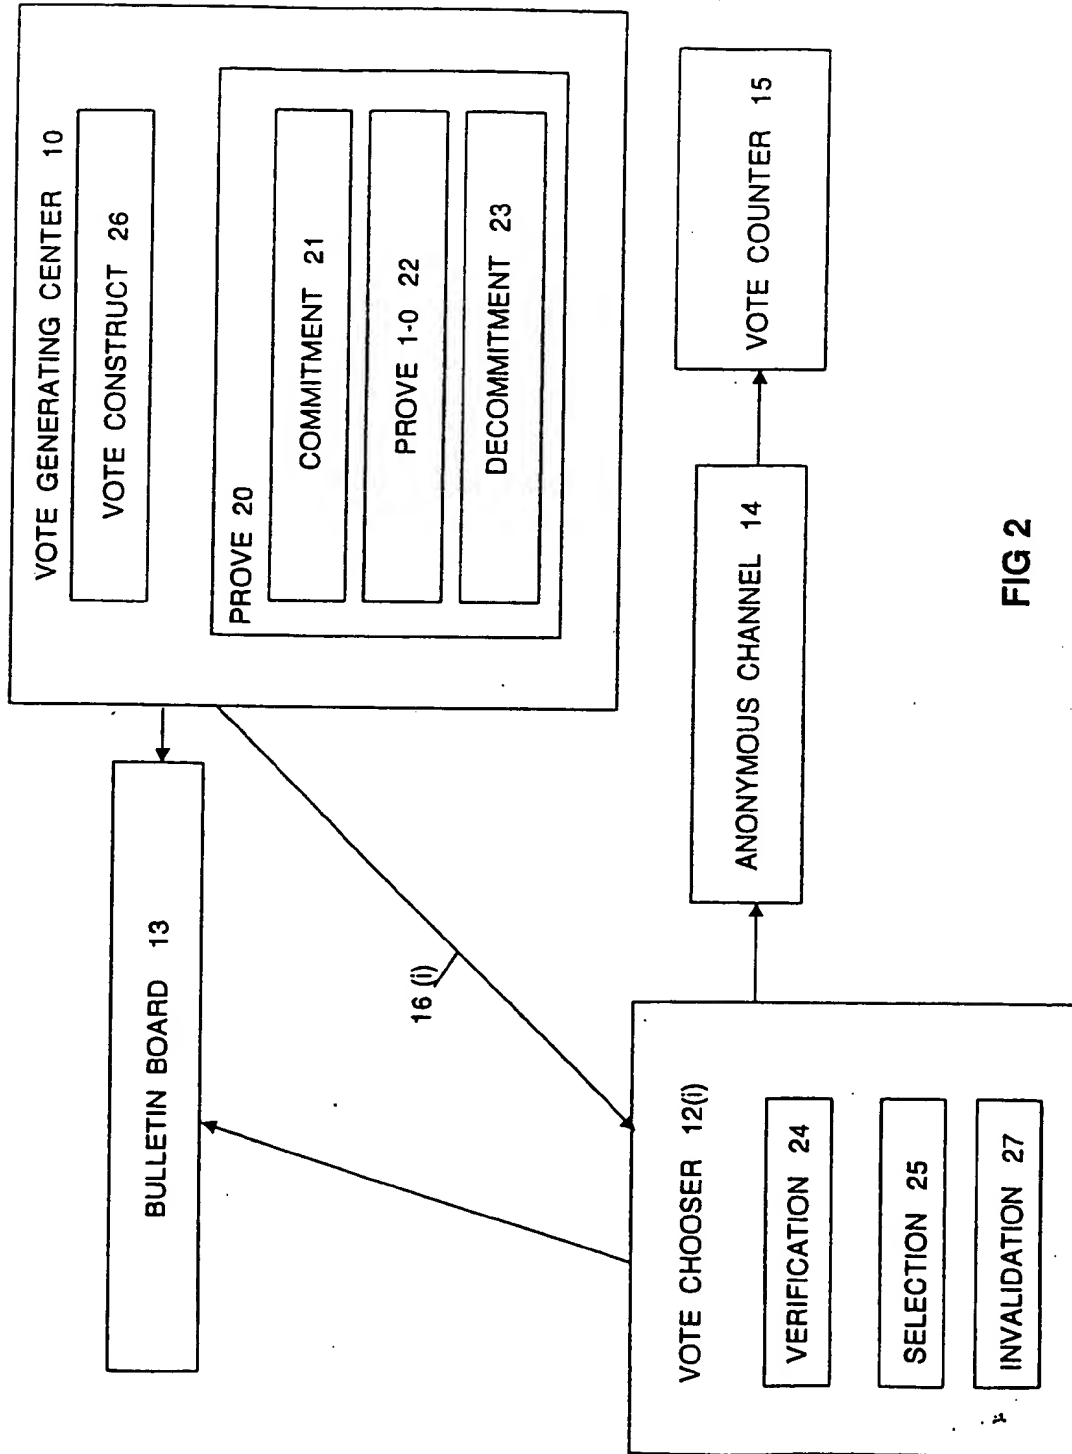 VOTE GENERATING CENTER 10
VOTE CONSTRUCT 26
PROVE 20
COMMITMENT 21
PROVE 1-0 22
DECOMMITMENT 23
BULLETIN BOARD 13
16 (i)
VOTE CHOOSER 12(i)
VERIFICATION 24
SELECTION 25
INVALIDATION 27
ANONYMOUS CHANNEL 14
VOTE COUNTER 15
FIG 2